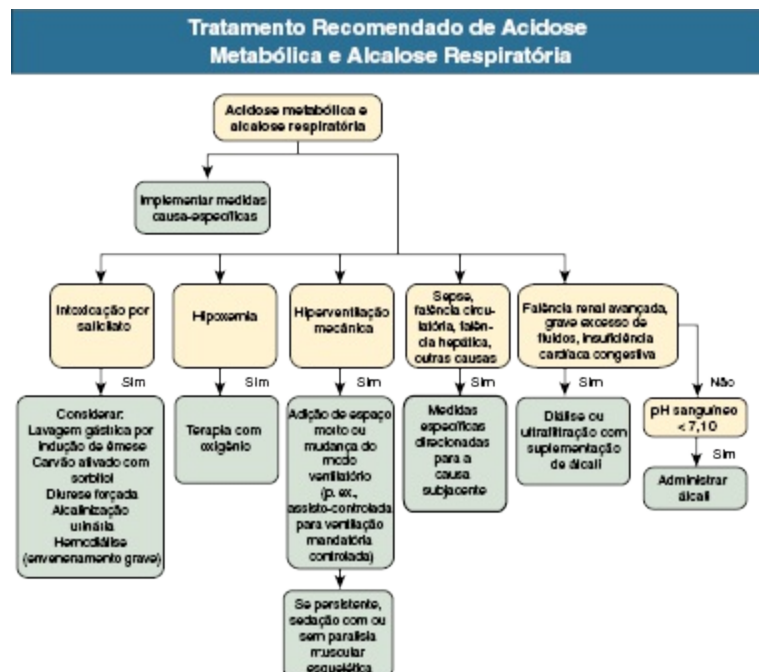 Tratamento Recomendado de Acidose
Metabólica e Alcalose Respiratória
Acidose metabólica e
alcalose respiratória
Implementar medidas
causa-específicas
Intoxicação por
salicilato
Hipoxemia
Hiperventilação
mecânica
Sepse,
falência circu-
latória, falên-
cia hepática,
outras causas
Falência renal avançada,
grave excesso de
fluidos, insuficiência
cardíaca congestiva
Sim
Sim
Sim
Sim
Sim
Não
Considerar:
Lavagem gástrica por
indução de êmese
Carvão ativado com
sorbitol
Diurese forçada
Alcalinização
urinária
Hemodiálise
(envenenamento grave)
Terapia com
oxigênio
Adição de espaço
morto ou
mudança do
modo
ventilatório
(p. ex.,
assisto-controlada
para ventilação
mandatória
controlada)
Medidas
específicas
direcionadas
para a
causa
subjacente
Diálise ou
ultrafiltração com
suplementação
de álcali
pH sanguíneo
< 7,10
Sim
Administrar
álcali
Se persistente,
sedação com ou
sem paralisia
muscular
esquelética